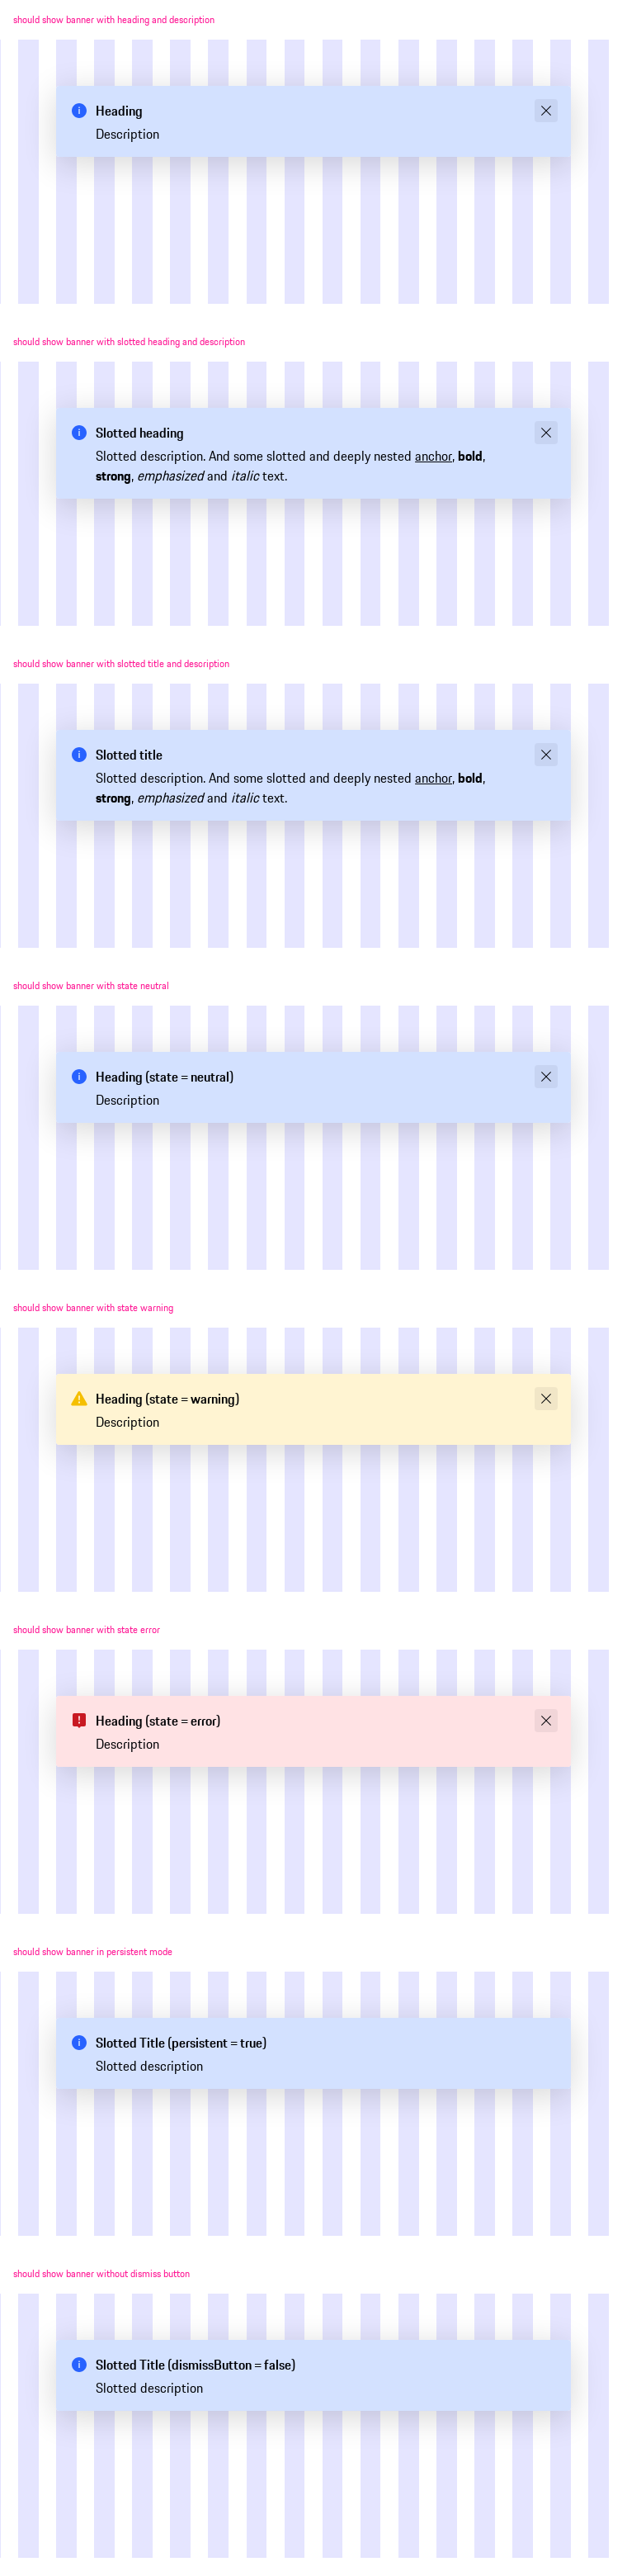 should show banner with heading and description
Heading
Description
should show banner with slotted heading and description
Slotted heading
Slotted description. And some slotted and deeply nested anchor, bold,
strong, emphasized and italic text.
should show banner with slotted title and description
Slotted title
Slotted description. And some slotted and deeply nested anchor, bold,
strong, emphasized and italic text.
should show banner with state neutral
Heading (state = neutral)
Description
should show banner with state warning
Heading (state = warning)
Description
should show banner with state error
Heading (state = error)
Description
should show banner in persistent mode
Slotted Title (persistent = true)
Slotted description
should show banner without dismiss button
Slotted Title (dismissButton = false)
Slotted description